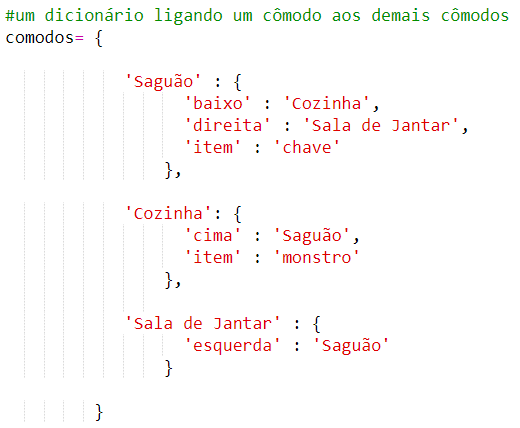 #um dicionário ligando um cômodo aos demais cômodos
comodos= {
'Saguão' : {
'baixo' : 'Cozinha',
'direita' : 'Sala de Jantar',
'item' : 'chave'
},
'Cozinha': {
'cima' : 'Saguão',
'item' : 'monstro'
},
'Sala de Jantar' : {
'esquerda' : 'Saguão'
}
}